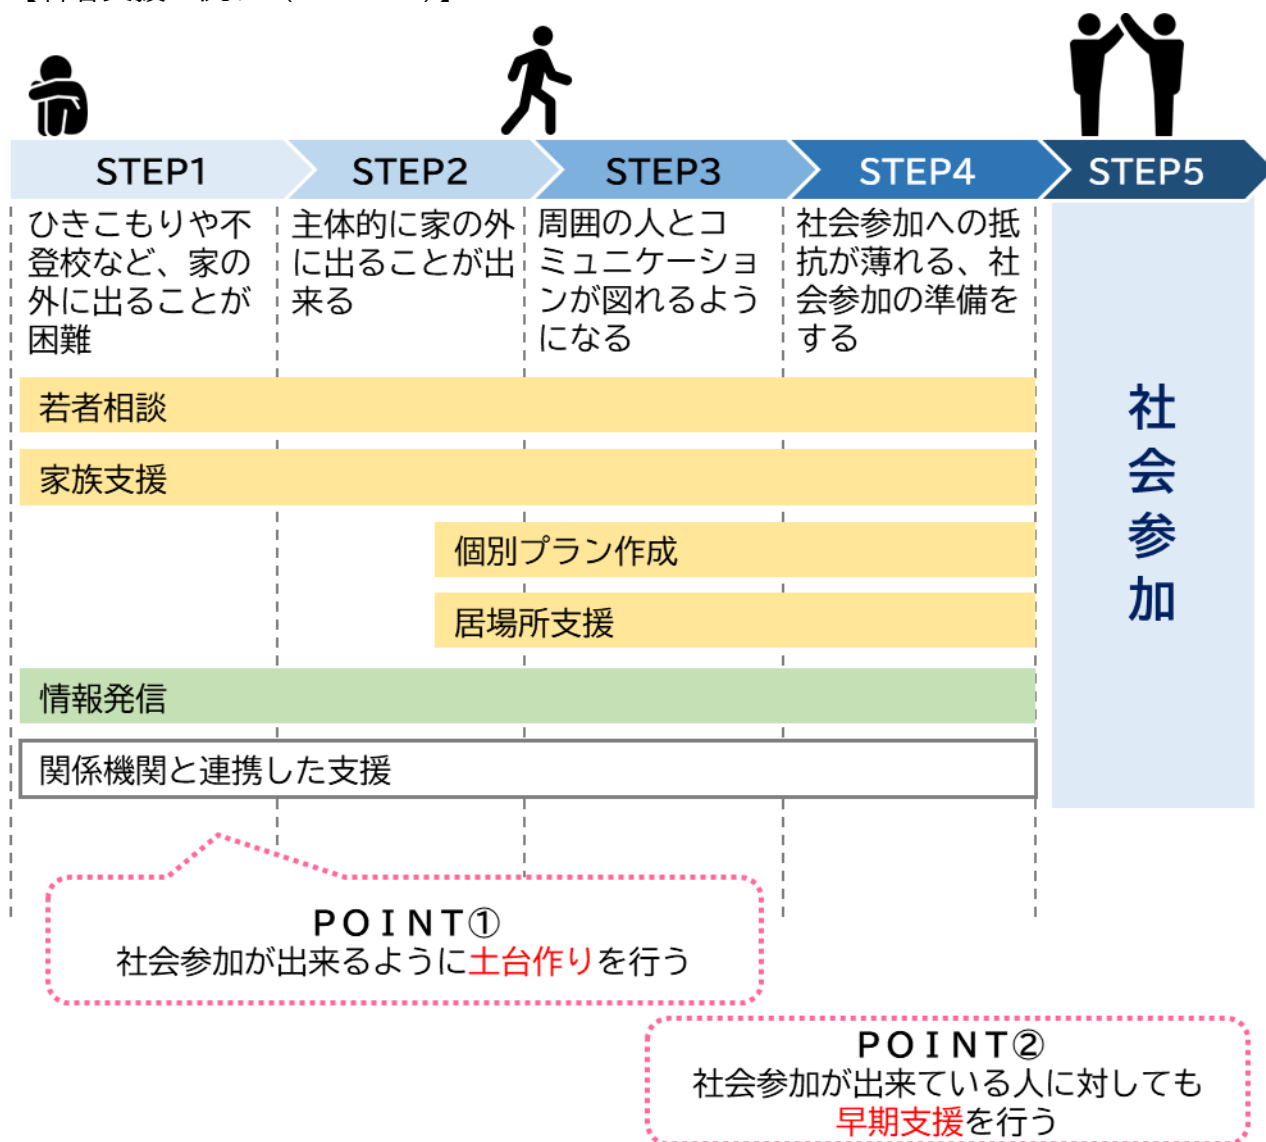 STEP1
STEP2
STEP3
STEP4
STEP5
ひきこもりや不
登校など、家の
外に出ることが
困難
主体的に家の外
に出ることが出
来る
周囲の人とコ
ミュニケーショ
ンが図れるよう
になる
社会参加への抵
抗が薄れる、社
会参加の準備を
する
社会参加
若者相談
家族支援
個別プラン作成
居場所支援
情報発信
関係機関と連携した支援
ＰＯＩＮＴ①
社会参加が出来るように土台作りを行う
ＰＯＩＮＴ②
社会参加が出来ている人に対しても
早期支援を行う